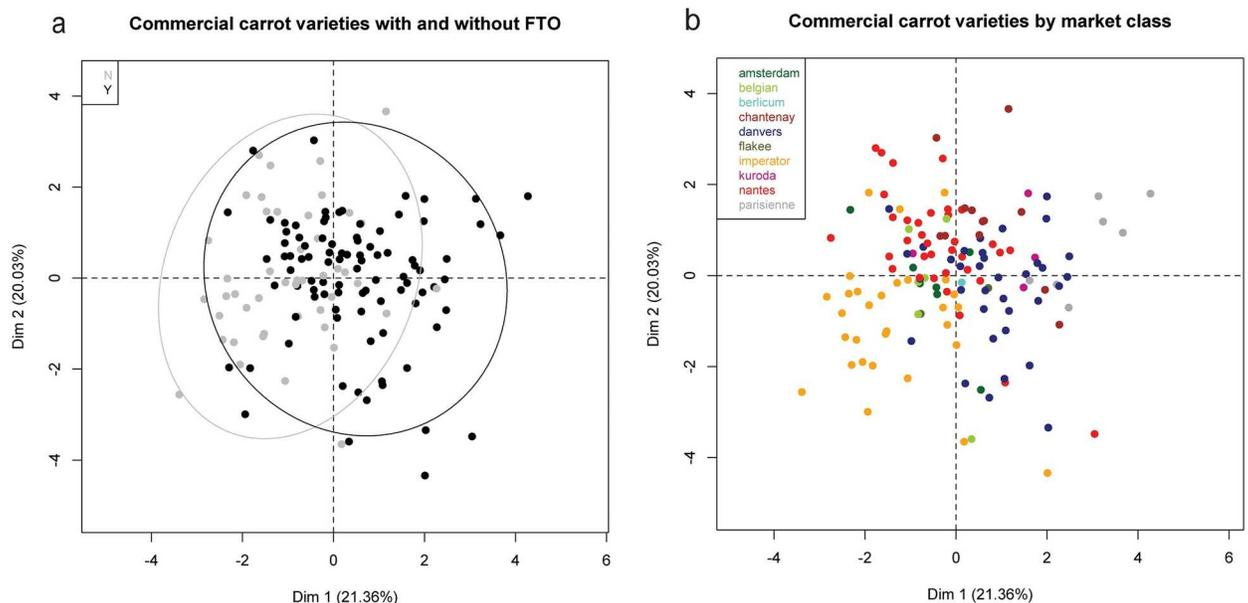 a
Commercial carrot varieties with and without FTO
N
Y
4
2
0
-2
-4
Dim 2 (20.03%)
-4 -2 0 2 4 6
Dim 1 (21.36%)
b
Commercial carrot varieties by market class
amsterdam
belgian
berlicum
chantenay
danvers
flakee
imperator
kuroda
nantes
parisienne
4
2
0
-2
-4
Dim 2 (20.03%)
-4 -2 0 2 4 6
Dim 1 (21.36%)